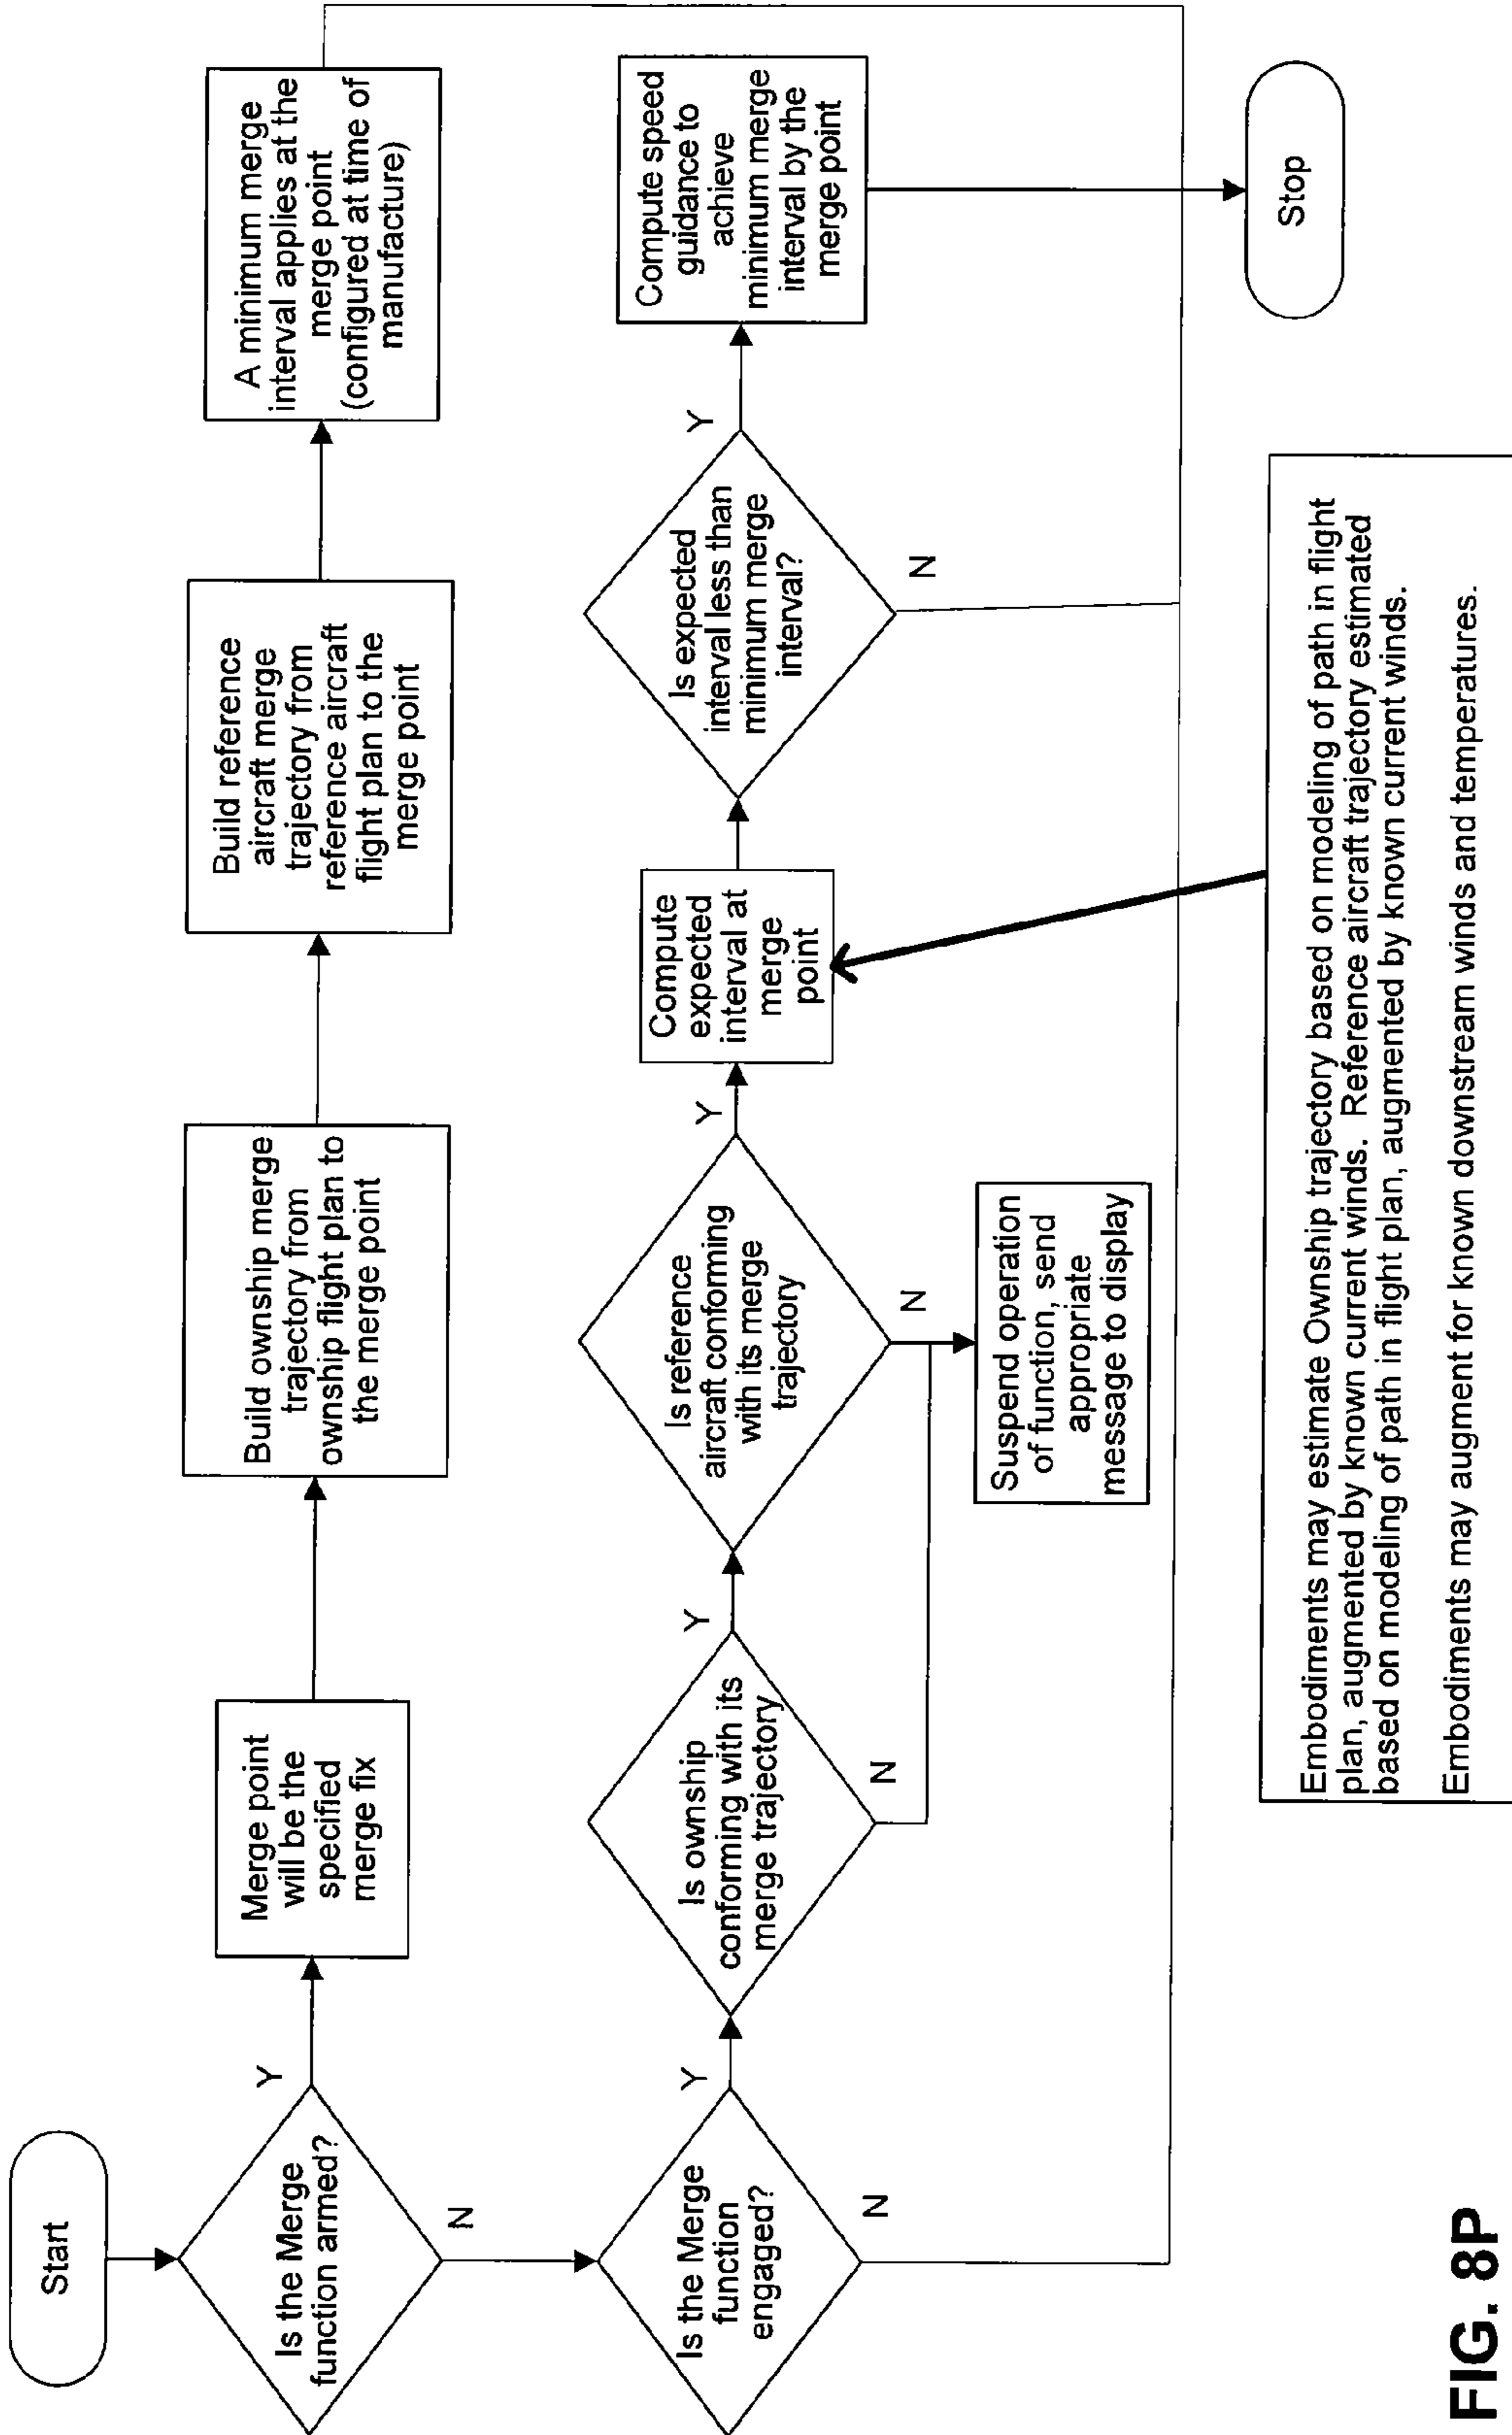 Start
Is the Merge
function armed?
Y
N
Merge point
will be the
specified
merge fix
Build ownship merge
trajectory from
ownship flight plan to
the merge point
Build reference
aircraft merge
trajectory from
reference aircraft
flight plan to the
merge point
A minimum merge
interval applies at the
merge point
(configured at time of
manufacture)
Is the Merge
function
engaged?
Y
N
Is ownship
conforming with its
merge trajectory
Y
N
Is reference
aircraft conforming
with its merge
trajectory
Y
N
Suspend operation
of function, send
appropriate
message to display
Compute
expected
interval at
merge
point
Is expected
interval less than
minimum merge
interval?
Y
N
Compute speed
guidance to
achieve
minimum merge
interval by the
merge point
Stop
Embodiments may estimate Ownship trajectory based on modeling of path in flight
plan, augmented by known current winds.  Reference aircraft trajectory estimated
based on modeling of path in flight plan, augmented by known current winds.
Embodiments may augment for known downstream winds and temperatures.
FIG. 8P